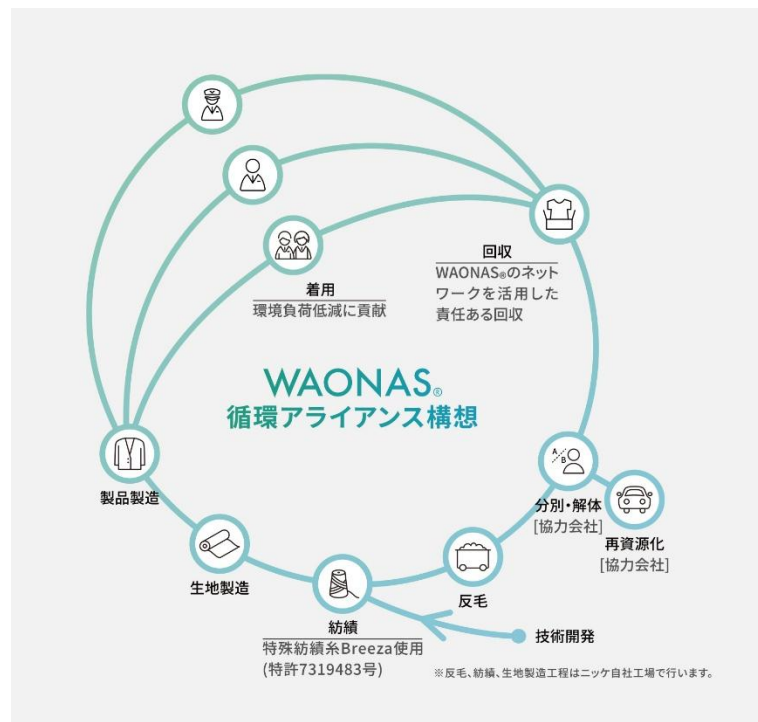 着用
環境負荷低減に貢献
回収
WAONAS®のネット
ワークを活用した
責任ある回収
WAONAS®
循環アライアンス構想
製品製造
A/B
分別・解体
[協力会社]
再資源化
[協力会社]
生地製造
反毛
紡績
特殊紡績糸Breeza使用
(特許7319483号)
技術開発
※反毛、紡績、生地製造工程はニッケ自社工場で行います。